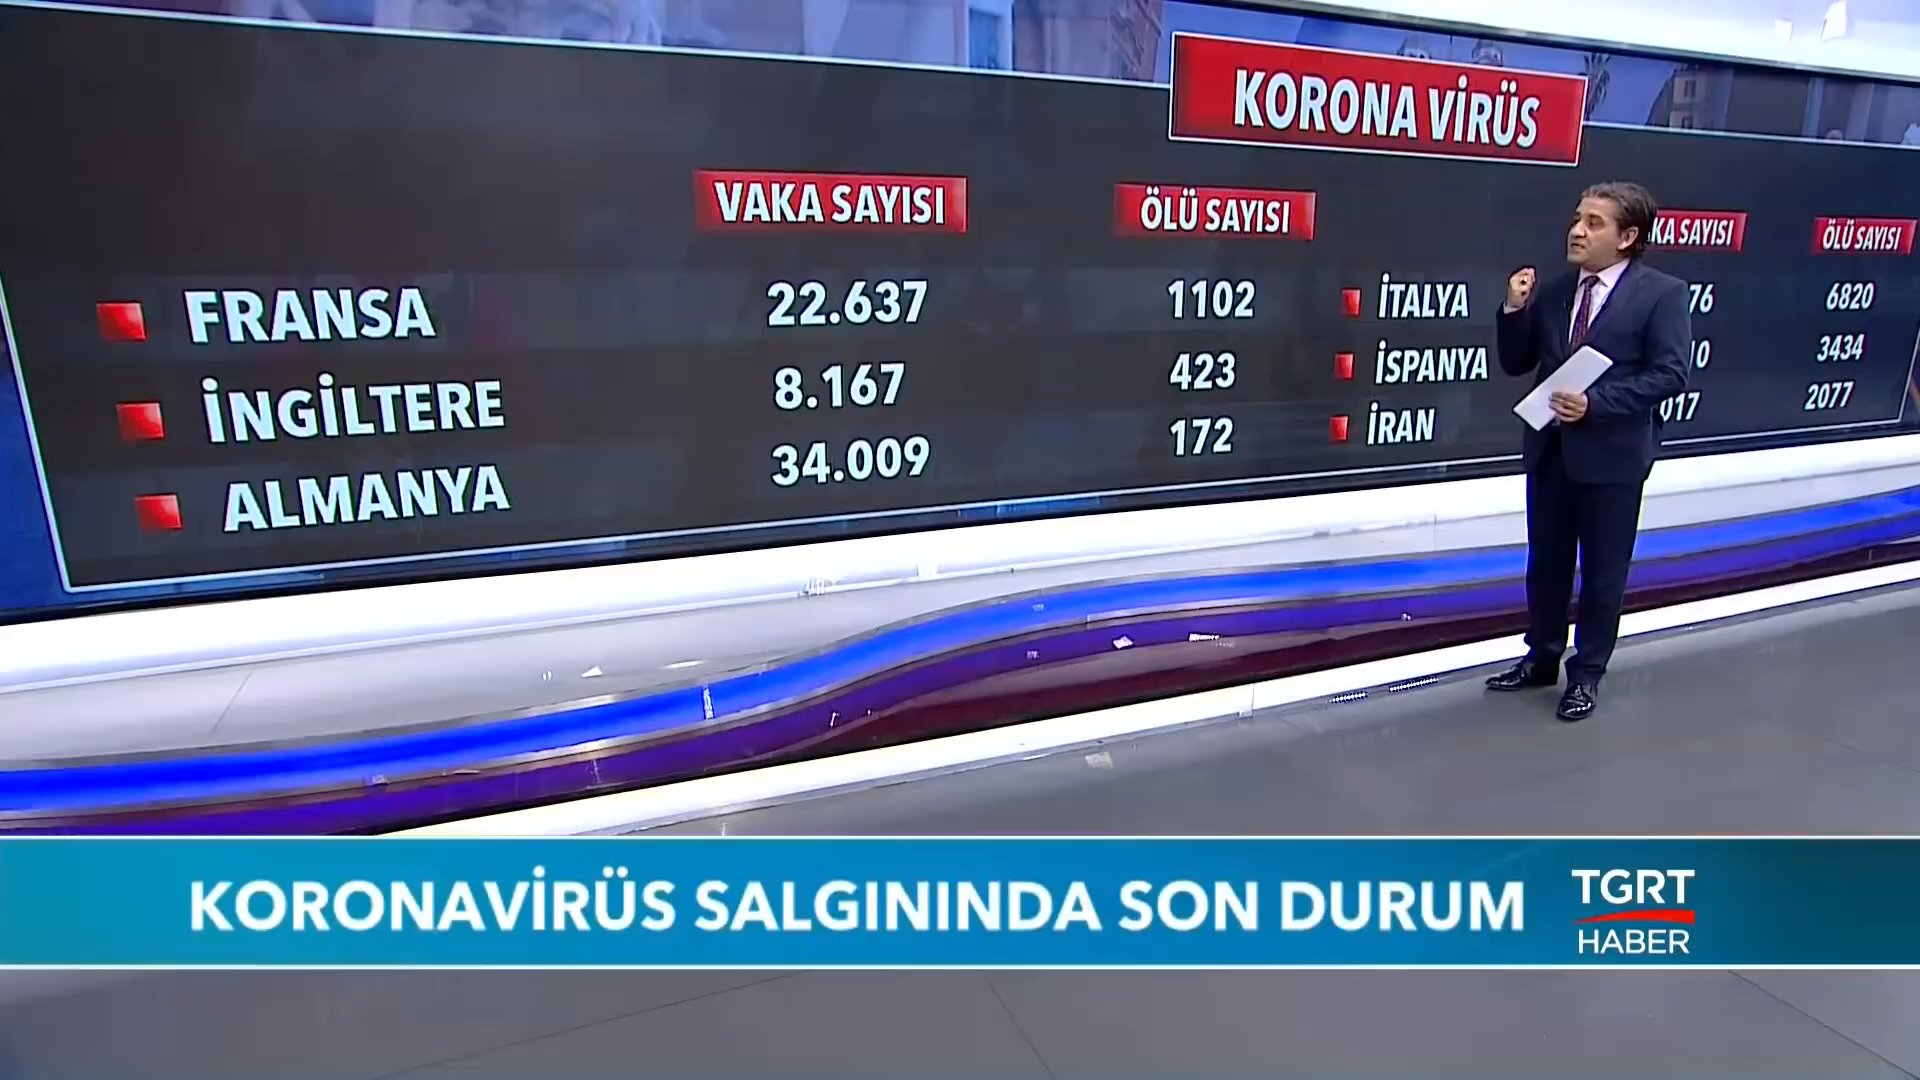 KORONA VİRÜS
VAKA SAYISI ÖLÜ SAYISI
FRANSA 22.637 1102
İNGİLTERE 8.167 423
ALMANYA 34.009 172
SAYISI ÖLÜ SAYISI
İTALYA 6820
İSPANYA 3434
İRAN 2077
KORONAVİRÜS SALGININDA SON DURUM
TGRT
HABER